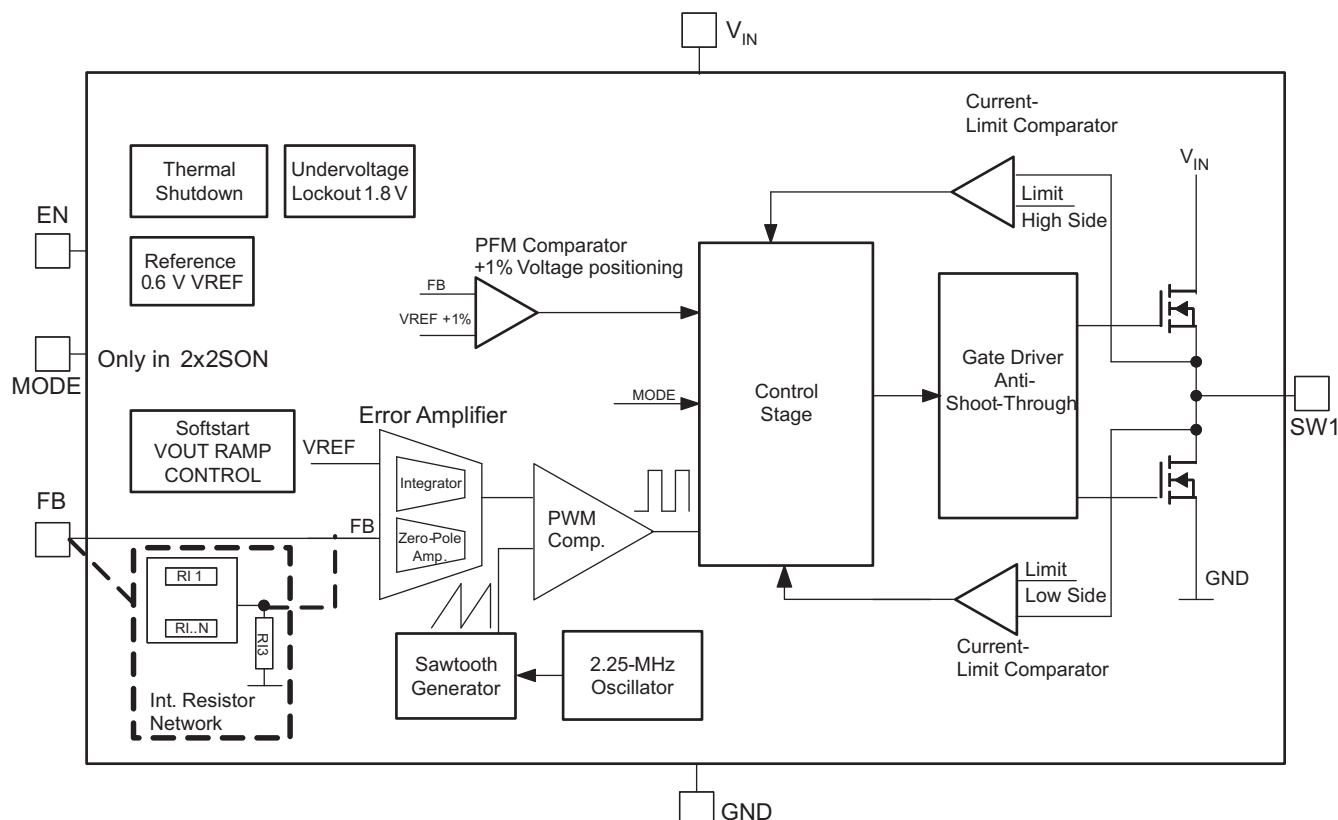 VIN
Current-
Limit Comparator
Thermal
Shutdown
Undervoltage
Lockout 1.8 V
VIN
Limit
High Side
EN
Reference
0.6 V VREF
PFM Comparator
+1% Voltage positioning
FB
VREF +1%
MODE
Only in 2x2SON
Gate Driver
Anti-
Shoot-Through
Control
Stage
MODE
SW1
Error Amplifier
Softstart
VOUT RAMP
CONTROL
VREF
Integrator
FB
FB
Zero-Pole
Amp.
PWM
Comp.
RI 1
RI..N
RI3
Int. Resistor
Network
Limit
Low Side
GND
Current-
Limit Comparator
Sawtooth
Generator
2.25-MHz
Oscillator
GND